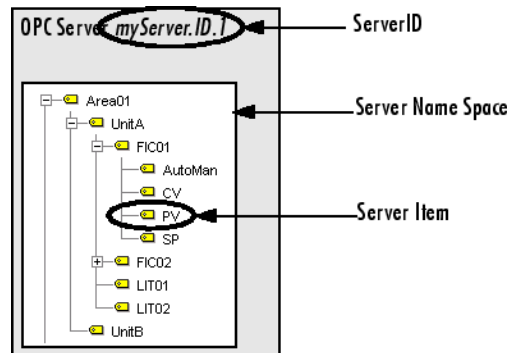 OPC Server myServer.ID.1
ServerID
Server Name Space
Area01
UnitA
FIC01
AutoMan
CV
PV
Server Item
SP
FIC02
LIT01
LIT02
UnitB